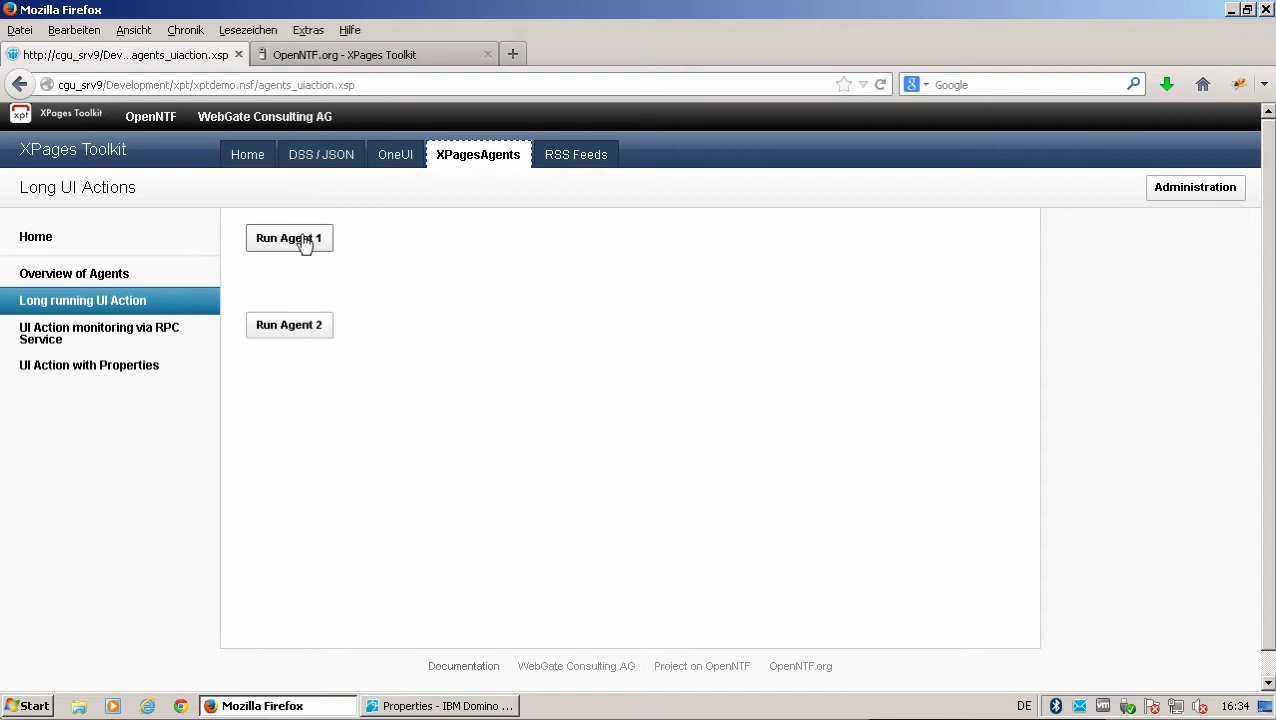 Mozilla Firefox
Datei Bearbeiten Ansicht Chronik Lesezeichen Extras Hilfe
http://cgu_srv9/Dev...agents_uiaction.xsp OpenNTF.org - XPages Toolkit
cgu_srv9/Development/xpt/xptdemo.nsf/agents_uiaction.xsp Google
xpt XPages Toolkit OpenNTF WebGate Consulting AG
XPages Toolkit Home DSS / JSON OneUI XPagesAgents RSS Feeds
Long UI Actions Administration
Home
Overview of Agents
Long running UI Action
UI Action monitoring via RPC
Service
UI Action with Properties
Run Agent 1
Run Agent 2
Documentation WebGate Consulting AG Project on OpenNTF OpenNTF.org
Start Mozilla Firefox Properties - IBM Domino ... DE 16:34